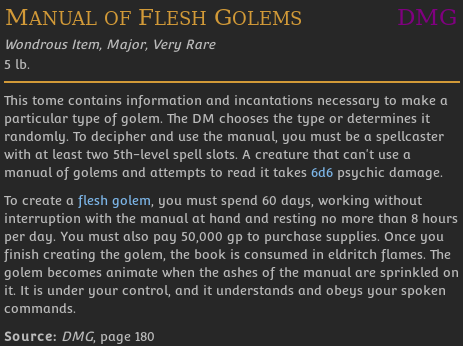 Manual of Flesh Golems DMG
Wondrous Item, Major, Very Rare
5 lb.
This tome contains information and incantations necessary to make a
particular type of golem. The DM chooses the type or determines it
randomly. To decipher and use the manual, you must be a spellcaster
with at least two 5th-level spell slots. A creature that can't use a
manual of golems and attempts to read it takes 6d6 psychic damage.
To create a flesh golem, you must spend 60 days, working without
interruption with the manual at hand and resting no more than 8 hours
per day. You must also pay 50,000 gp to purchase supplies. Once you
finish creating the golem, the book is consumed in eldritch flames. The
golem becomes animate when the ashes of the manual are sprinkled on
it. It is under your control, and it understands and obeys your spoken
commands.
Source: DMG, page 180